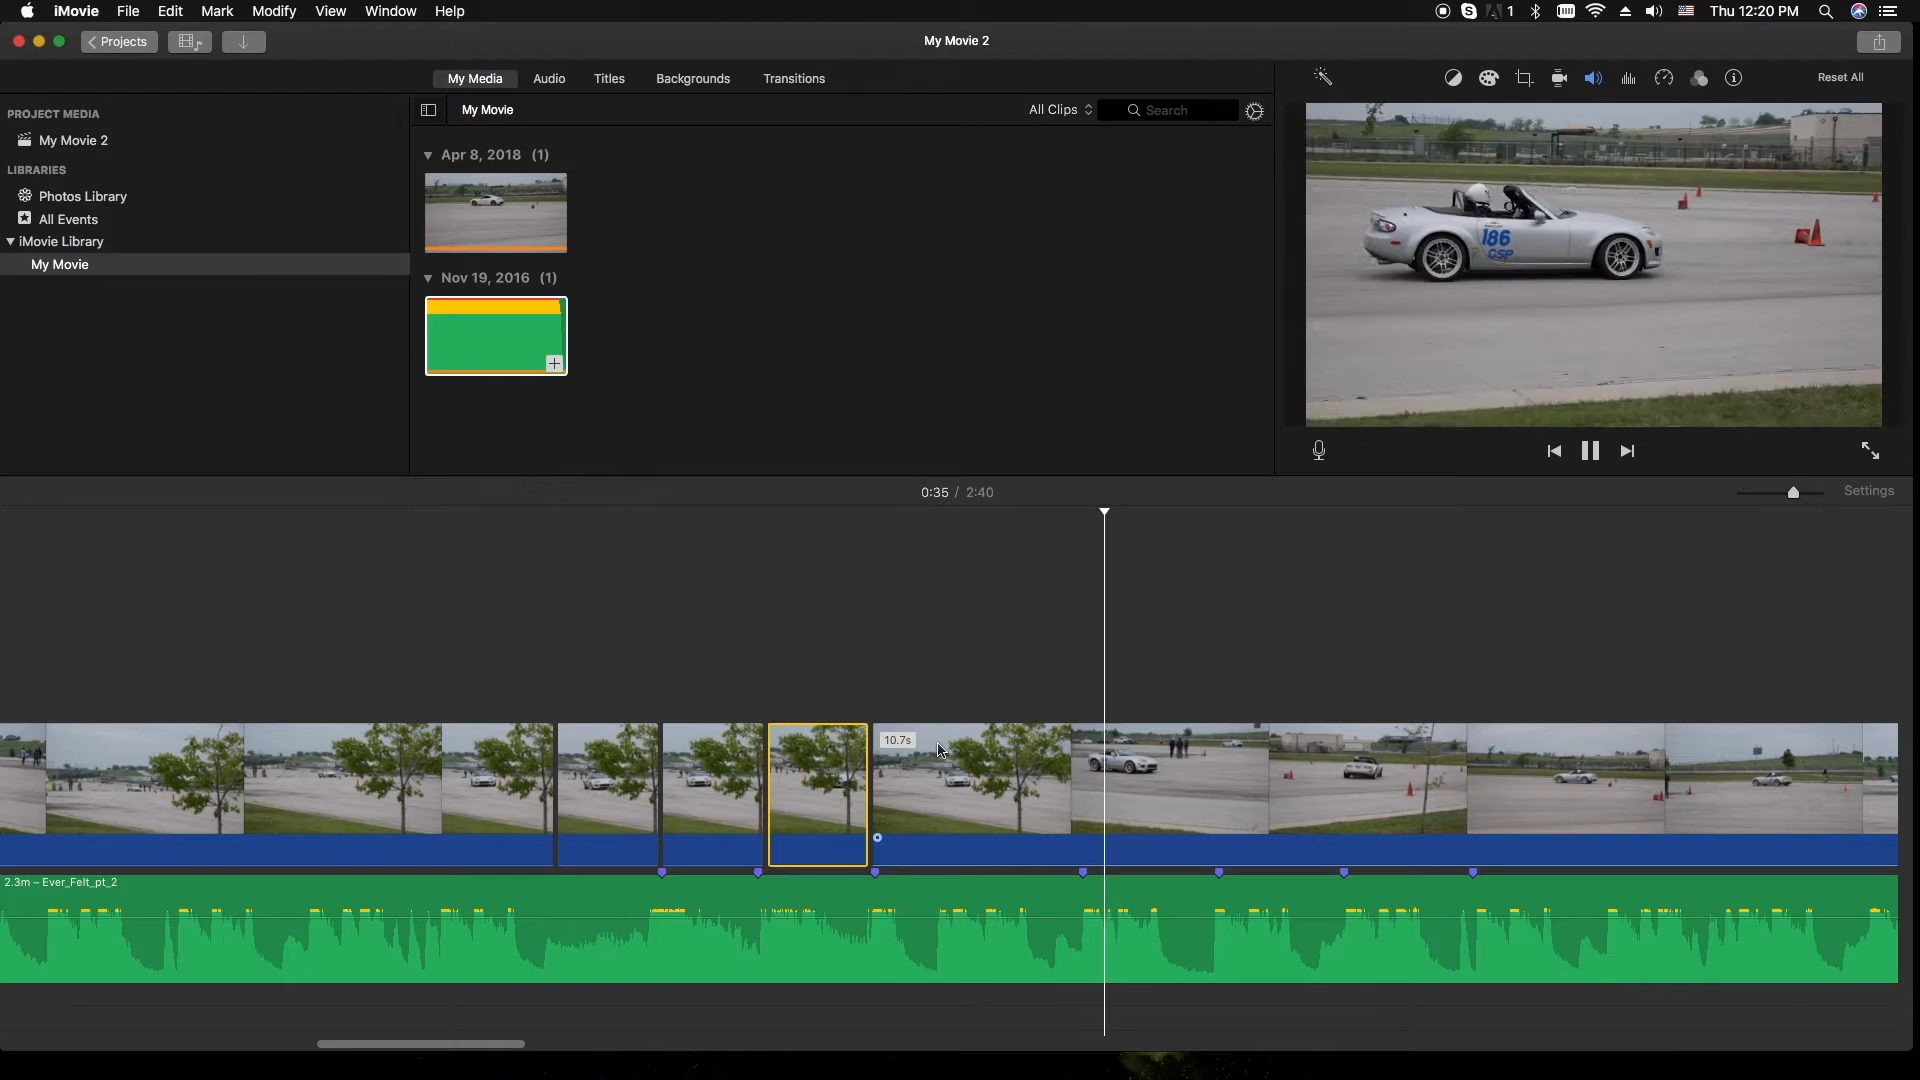 iMovie File Edit Mark Modify View Window Help
1 Thu 12:20 PM
Projects
My Movie 2
My Media Audio Titles Backgrounds Transitions
Reset All
PROJECT MEDIA
My Movie 2
LIBRARIES
Photos Library
All Events
iMovie Library
My Movie
My Movie
All Clips
Search
Apr 8, 2018 (1)
Nov 19, 2016 (1)
186
CSP
0:35 / 2:40
Settings
10.7s
2.3m – Ever_Felt_pt_2